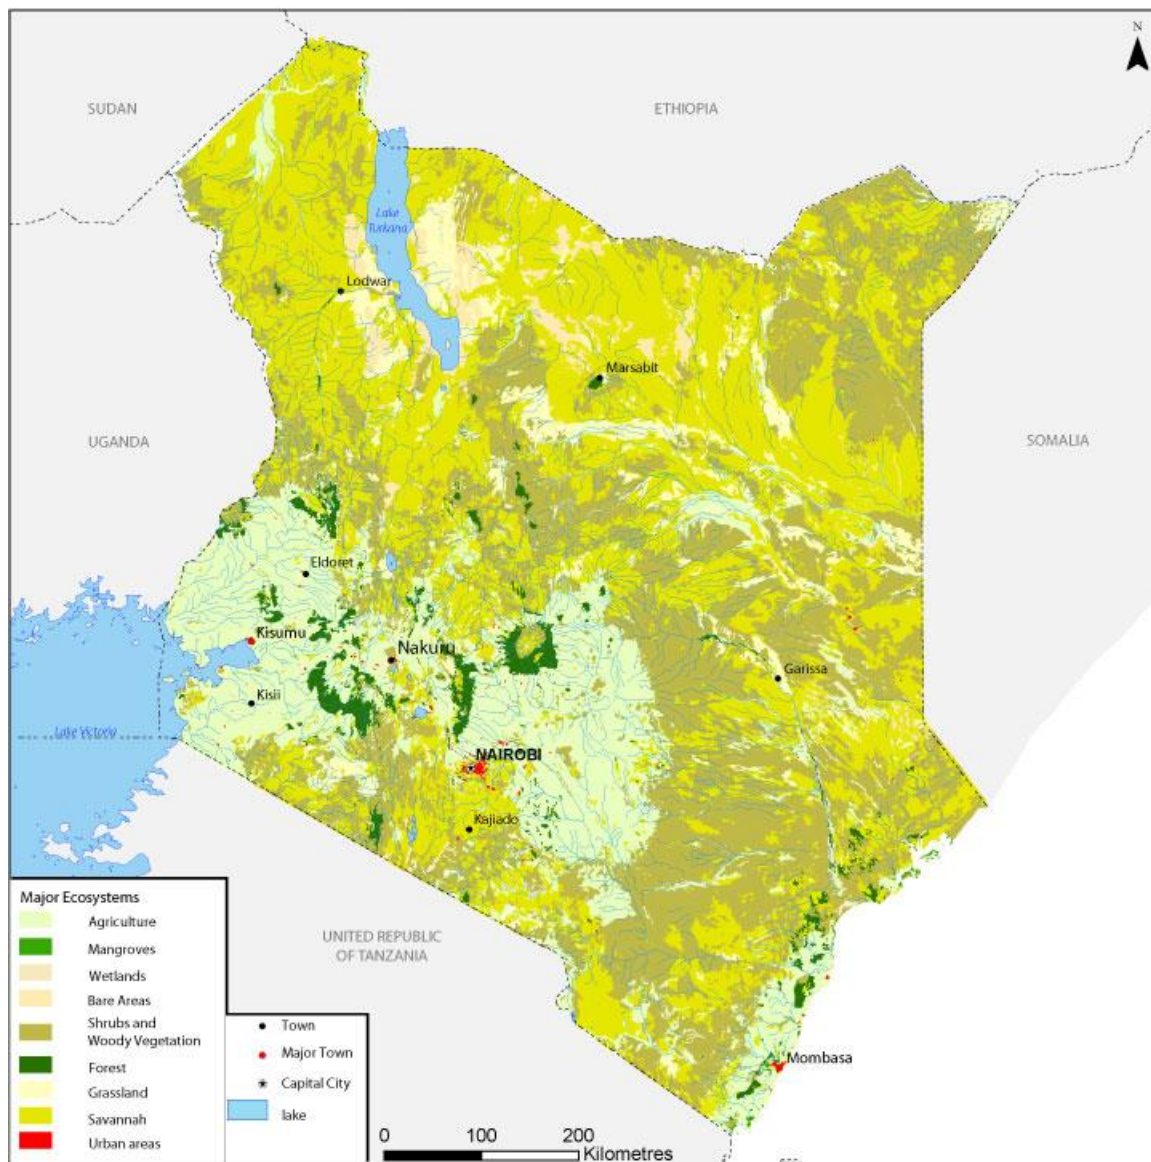 N
SUDAN
ETHIOPIA
Lake
Turkana
Lodwar
Marsabit
UGANDA
SOMALIA
Eldoret
Kisumu
Nakuru
Garissa
Kisii
Lake Victoria
NAIROBI
Kajiado
UNITED REPUBLIC
OF TANZANIA
Mombasa
Major Ecosystems
Agriculture
Mangroves
Wetlands
Bare Areas
Shrubs and
Woody Vegetation
Forest
Grassland
Savannah
Urban areas
Town
Major Town
Capital City
lake
0 100 200
Kilometres